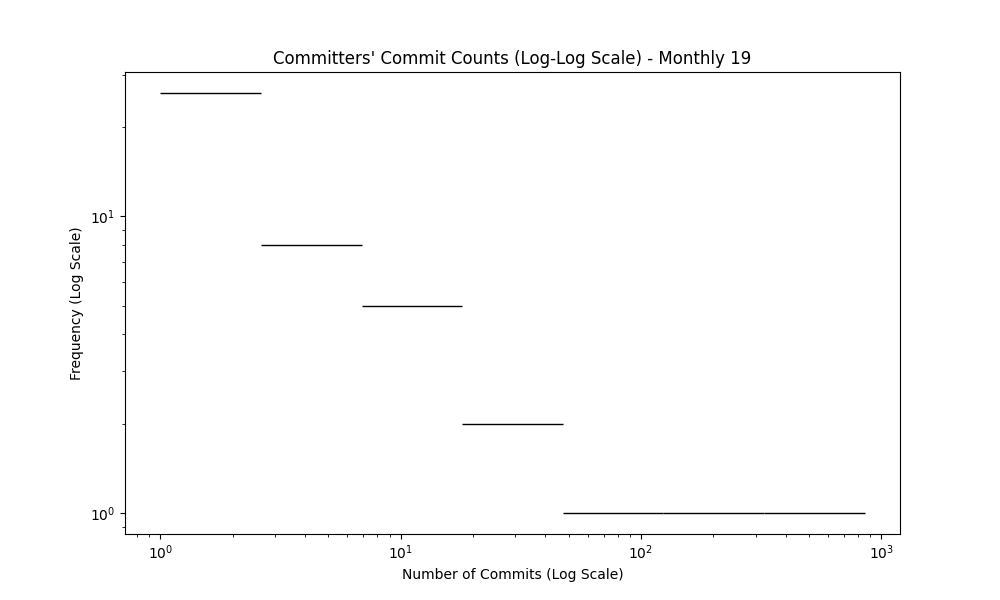 Committers' Commit Counts (Log-Log Scale) - Monthly 19
Frequency (Log Scale)
10¹
10⁰
10⁰
10¹
10²
10³
Number of Commits (Log Scale)